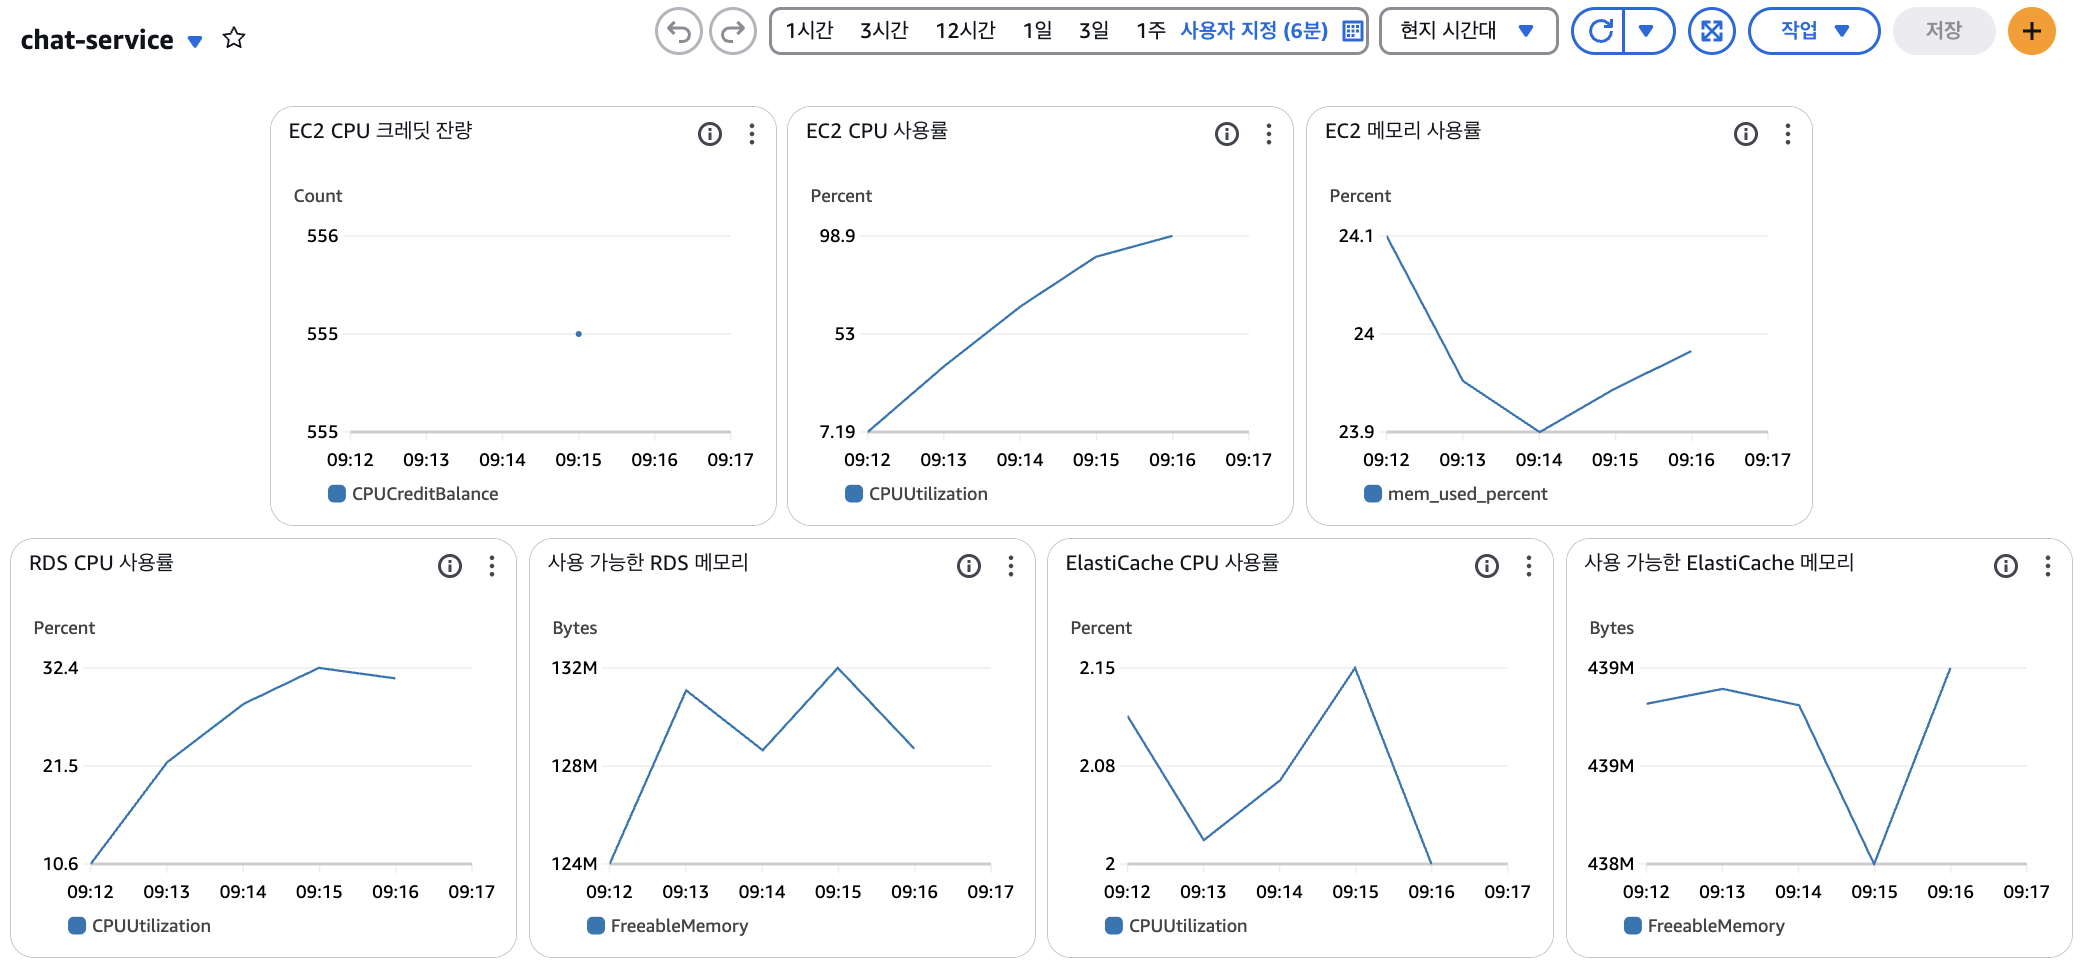 chat-service
1시간 3시간 12시간 1일 3일 1주 사용자 지정 (6분) 현지 시간대 작업 저장
EC2 CPU 크레딧 잔량
Count
556
555
555
09:12 09:13 09:14 09:15 09:16 09:17
CPUCreditBalance
EC2 CPU 사용률
Percent
98.9
53
7.19
09:12 09:13 09:14 09:15 09:16 09:17
CPUUtilization
EC2 메모리 사용률
Percent
24.1
24
23.9
09:12 09:13 09:14 09:15 09:16 09:17
mem_used_percent
RDS CPU 사용률
Percent
32.4
21.5
10.6
09:12 09:13 09:14 09:15 09:16 09:17
CPUUtilization
사용 가능한 RDS 메모리
Bytes
132M
128M
124M
09:12 09:13 09:14 09:15 09:16 09:17
FreeableMemory
ElastiCache CPU 사용률
Percent
2.15
2.08
2
09:12 09:13 09:14 09:15 09:16 09:17
CPUUtilization
사용 가능한 ElastiCache 메모리
Bytes
439M
439M
438M
09:12 09:13 09:14 09:15 09:16 09:17
FreeableMemory